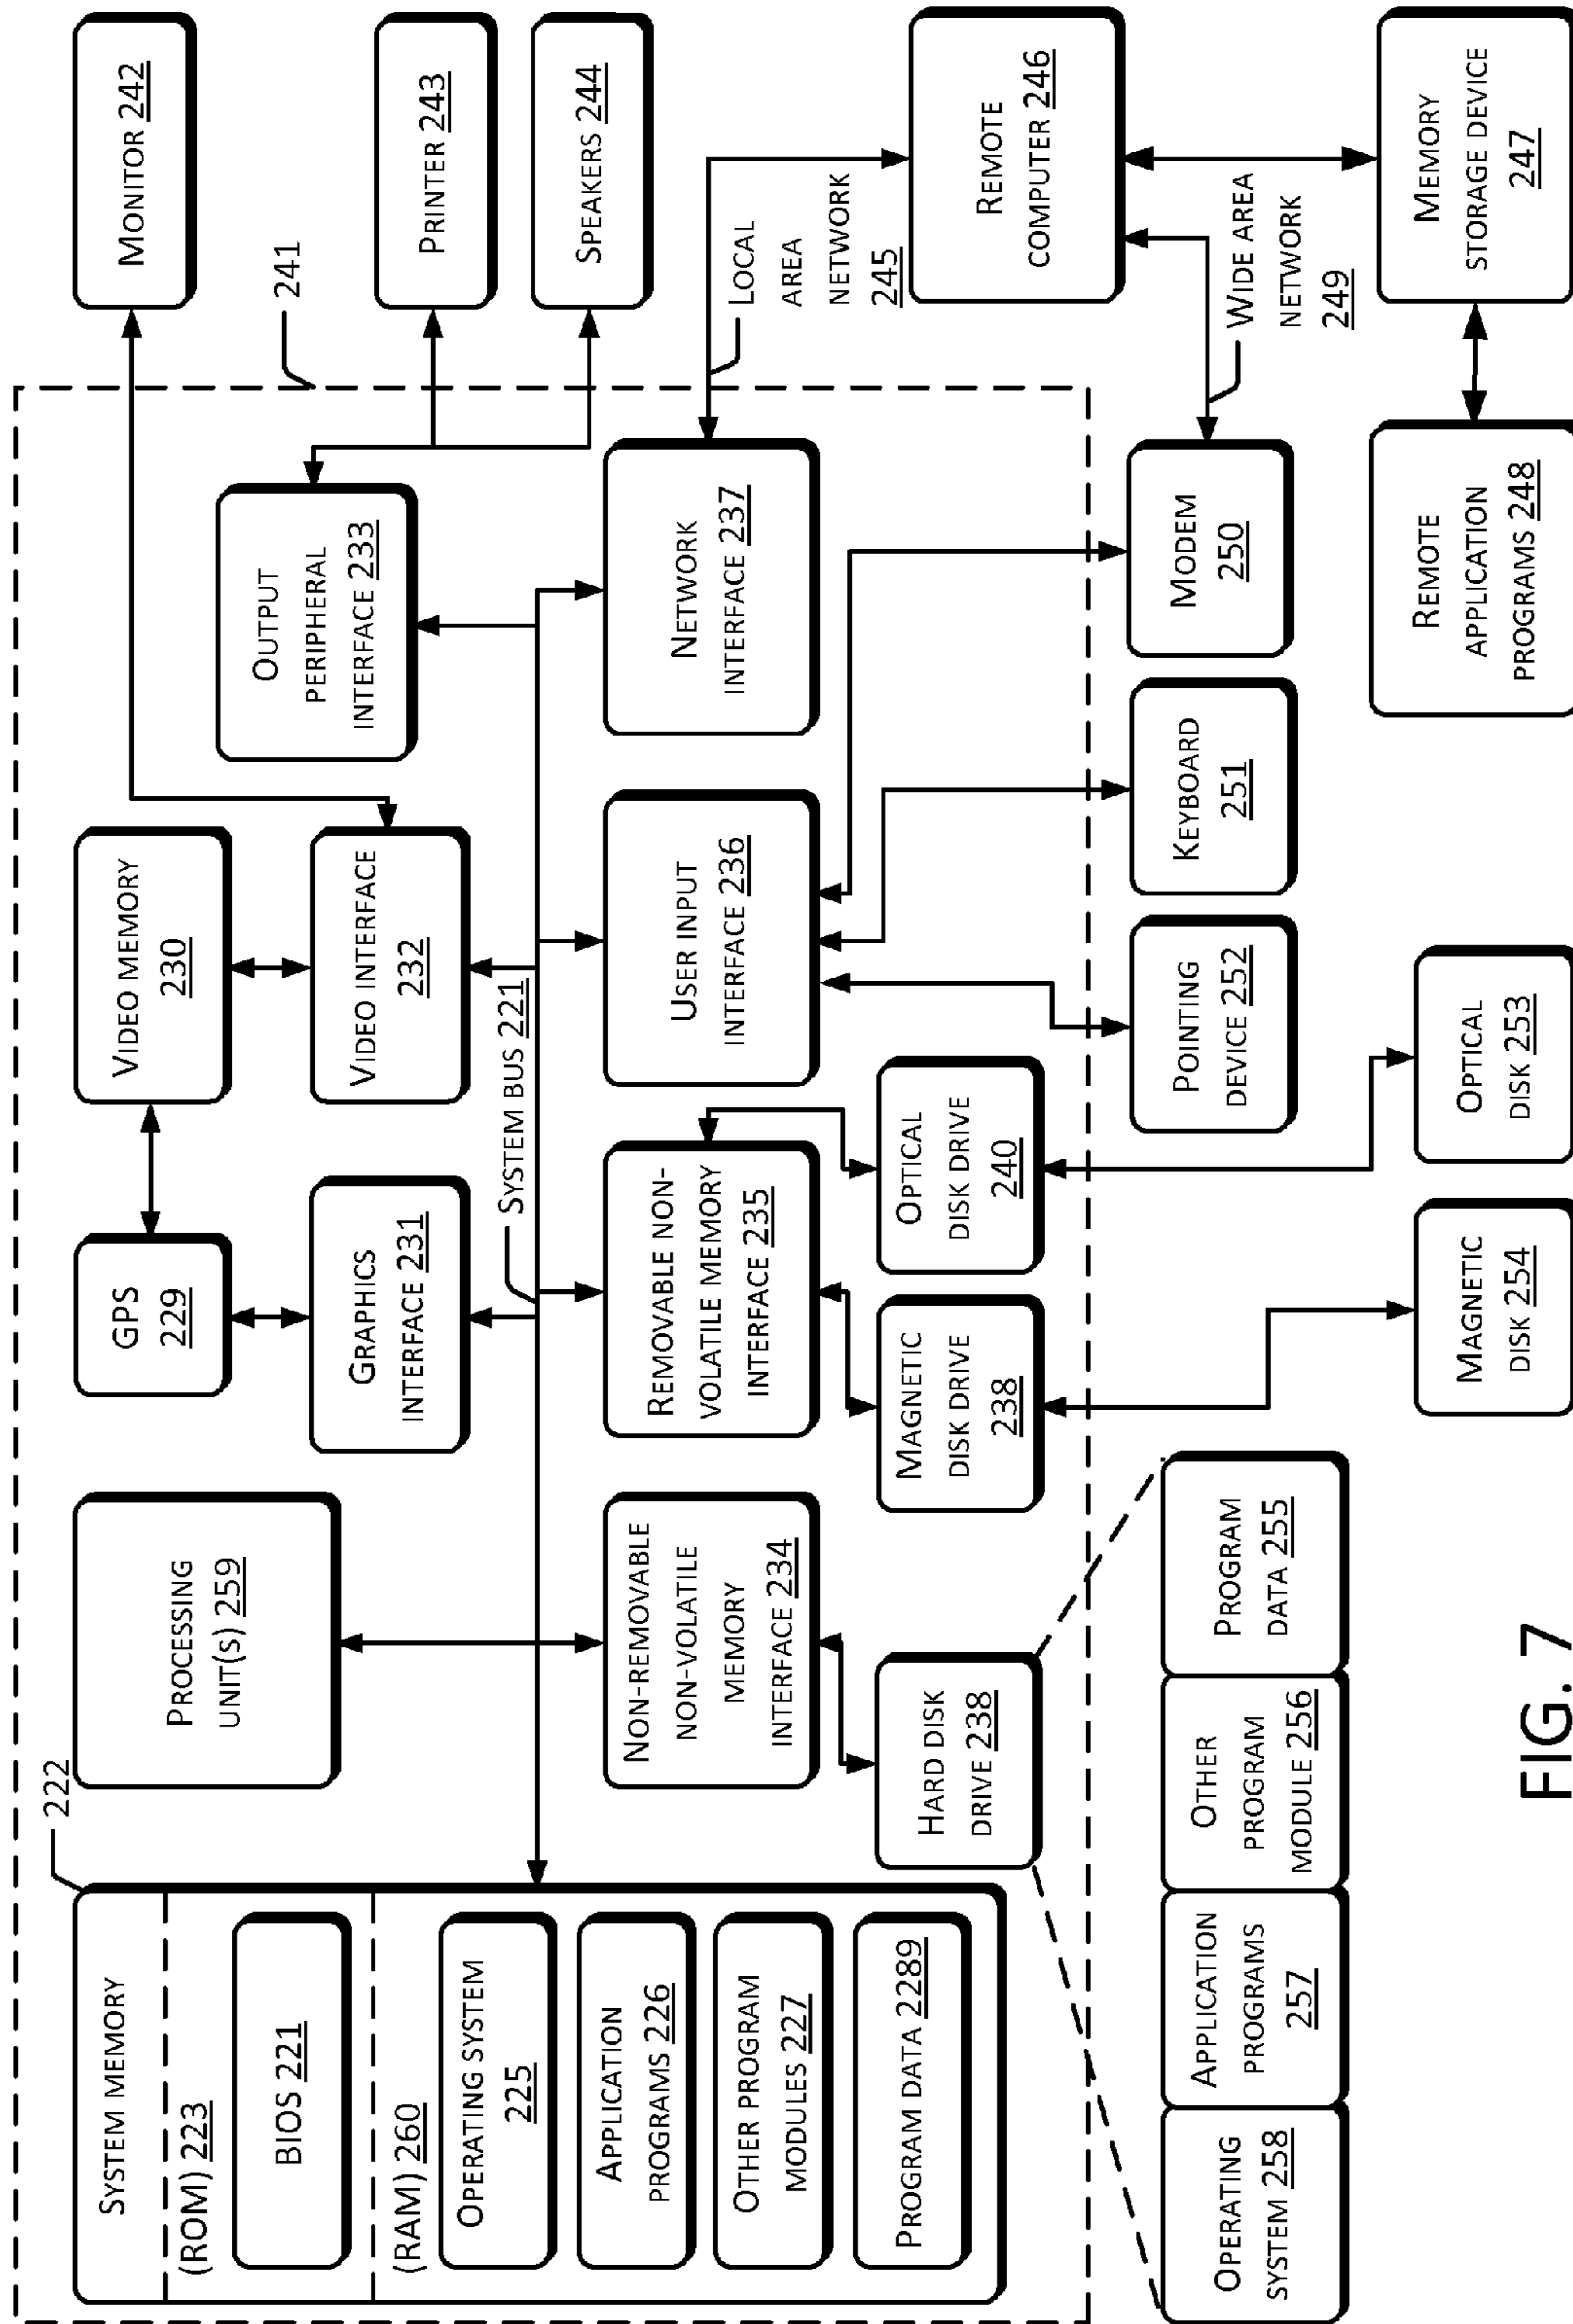 222
SYSTEM MEMORY
(ROM) 223
BIOS 221
(RAM) 260
OPERATING SYSTEM
225
APPLICATION
PROGRAMS 226
OTHER PROGRAM
MODULES 227
PROGRAM DATA 2289
PROCESSING
UNIT(S) 259
GPS
229
VIDEO MEMORY
230
GRAPHICS
INTERFACE 231
VIDEO INTERFACE
232
OUTPUT
PERIPHERAL
INTERFACE 233
241
MONITOR 242
PRINTER 243
SPEAKERS 244
SYSTEM BUS 221
NON-REMOVABLE
NON-VOLATILE
MEMORY
INTERFACE 234
REMOVABLE NON-
VOLATILE MEMORY
INTERFACE 235
USER INPUT
INTERFACE 236
NETWORK
INTERFACE 237
LOCAL
AREA
NETWORK
245
HARD DISK
DRIVE 238
MAGNETIC
DISK DRIVE
238
OPTICAL
DISK DRIVE
240
REMOTE
COMPUTER 246
OPERATING
SYSTEM 258
APPLICATION
PROGRAMS
257
OTHER
PROGRAM
MODULE 256
PROGRAM
DATA 255
POINTING
DEVICE 252
KEYBOARD
251
MODEM
250
WIDE AREA
NETWORK
249
MAGNETIC
DISK 254
OPTICAL
DISK 253
REMOTE
APPLICATION
PROGRAMS 248
MEMORY
STORAGE DEVICE
247
FIG. 7